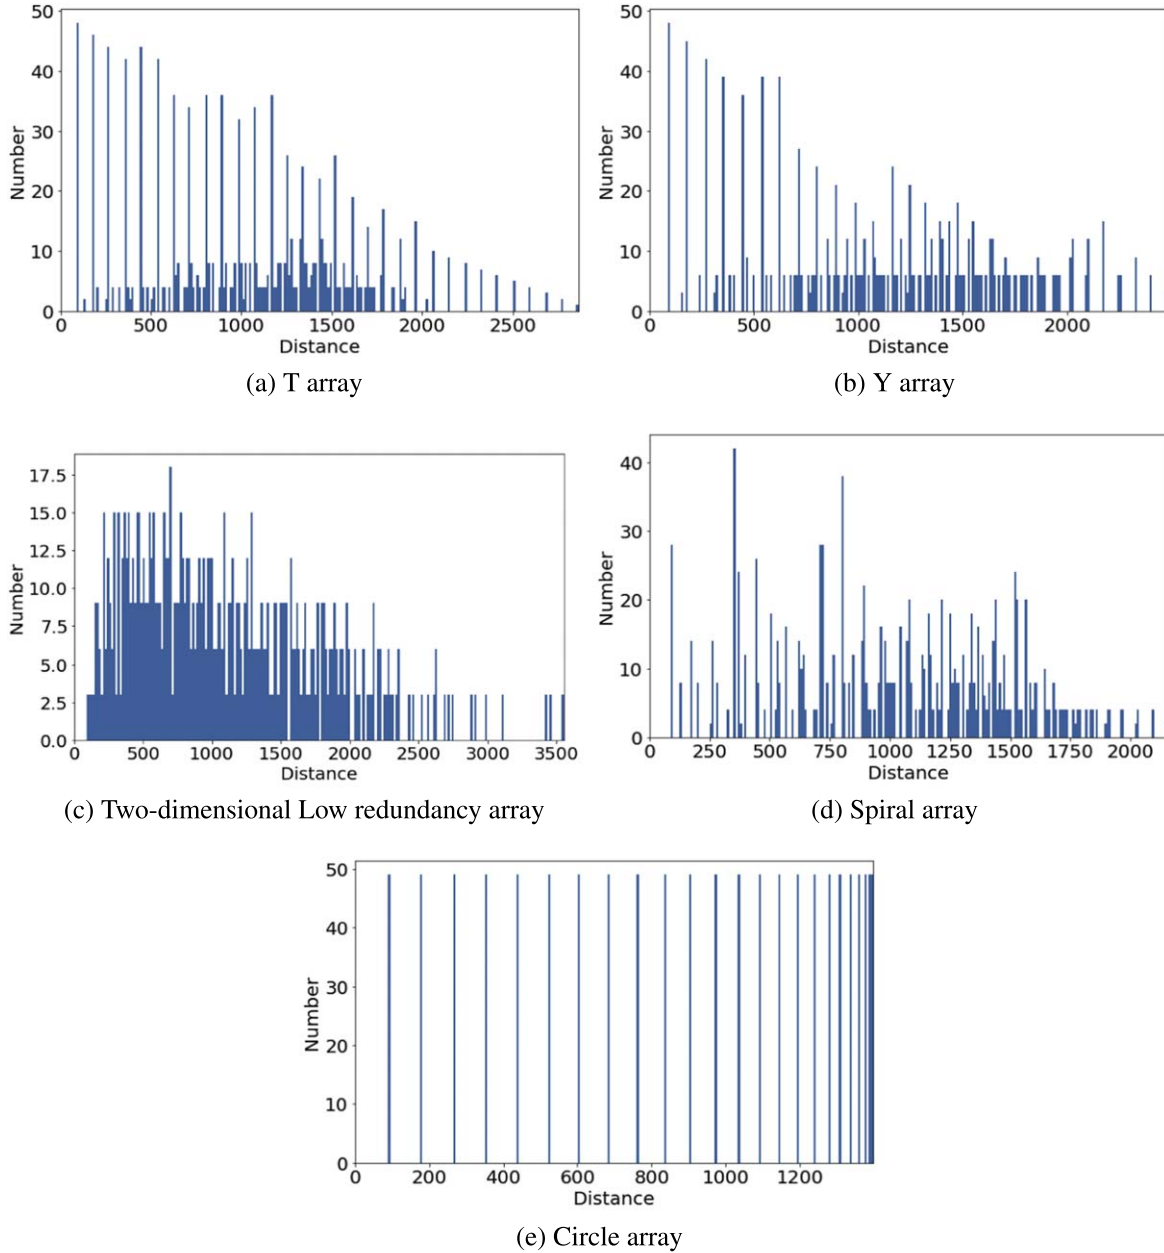 50
40
30
20
10
0
Number
0 500 1000 1500 2000 2500
Distance
(a) T array
50
40
30
20
10
0
Number
0 500 1000 1500 2000
Distance
(b) Y array
17.5
15.0
12.5
10.0
7.5
5.0
2.5
0.0
Number
0 500 1000 1500 2000 2500 3000 3500
Distance
(c) Two-dimensional Low redundancy array
40
30
20
10
0
Number
0 250 500 750 1000 1250 1500 1750 2000
Distance
(d) Spiral array
50
40
30
20
10
0
Number
0 200 400 600 800 1000 1200
Distance
(e) Circle array